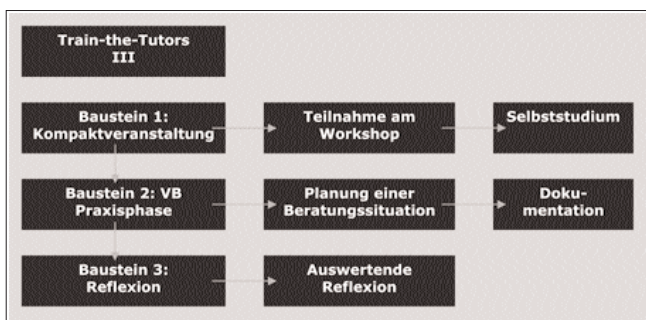 Train-the-Tutors
III
Baustein 1:
Kompaktveranstaltung
Teilnahme am
Workshop
Selbststudium
Baustein 2: VB
Praxisphase
Planung einer
Beratungssituation
Doku-
mentation
Baustein 3:
Reflexion
Auswertende
Reflexion